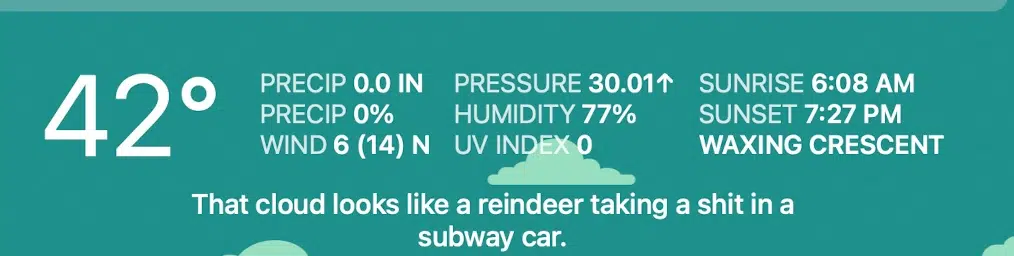 42°
PRECIP 0.0 IN
PRECIP 0%
WIND 6 (14) N
PRESSURE 30.01↑
HUMIDITY 77%
UV INDEX 0
SUNRISE 6:08 AM
SUNSET 7:27 PM
WAXING CRESCENT
That cloud looks like a reindeer taking a shit in a
subway car.